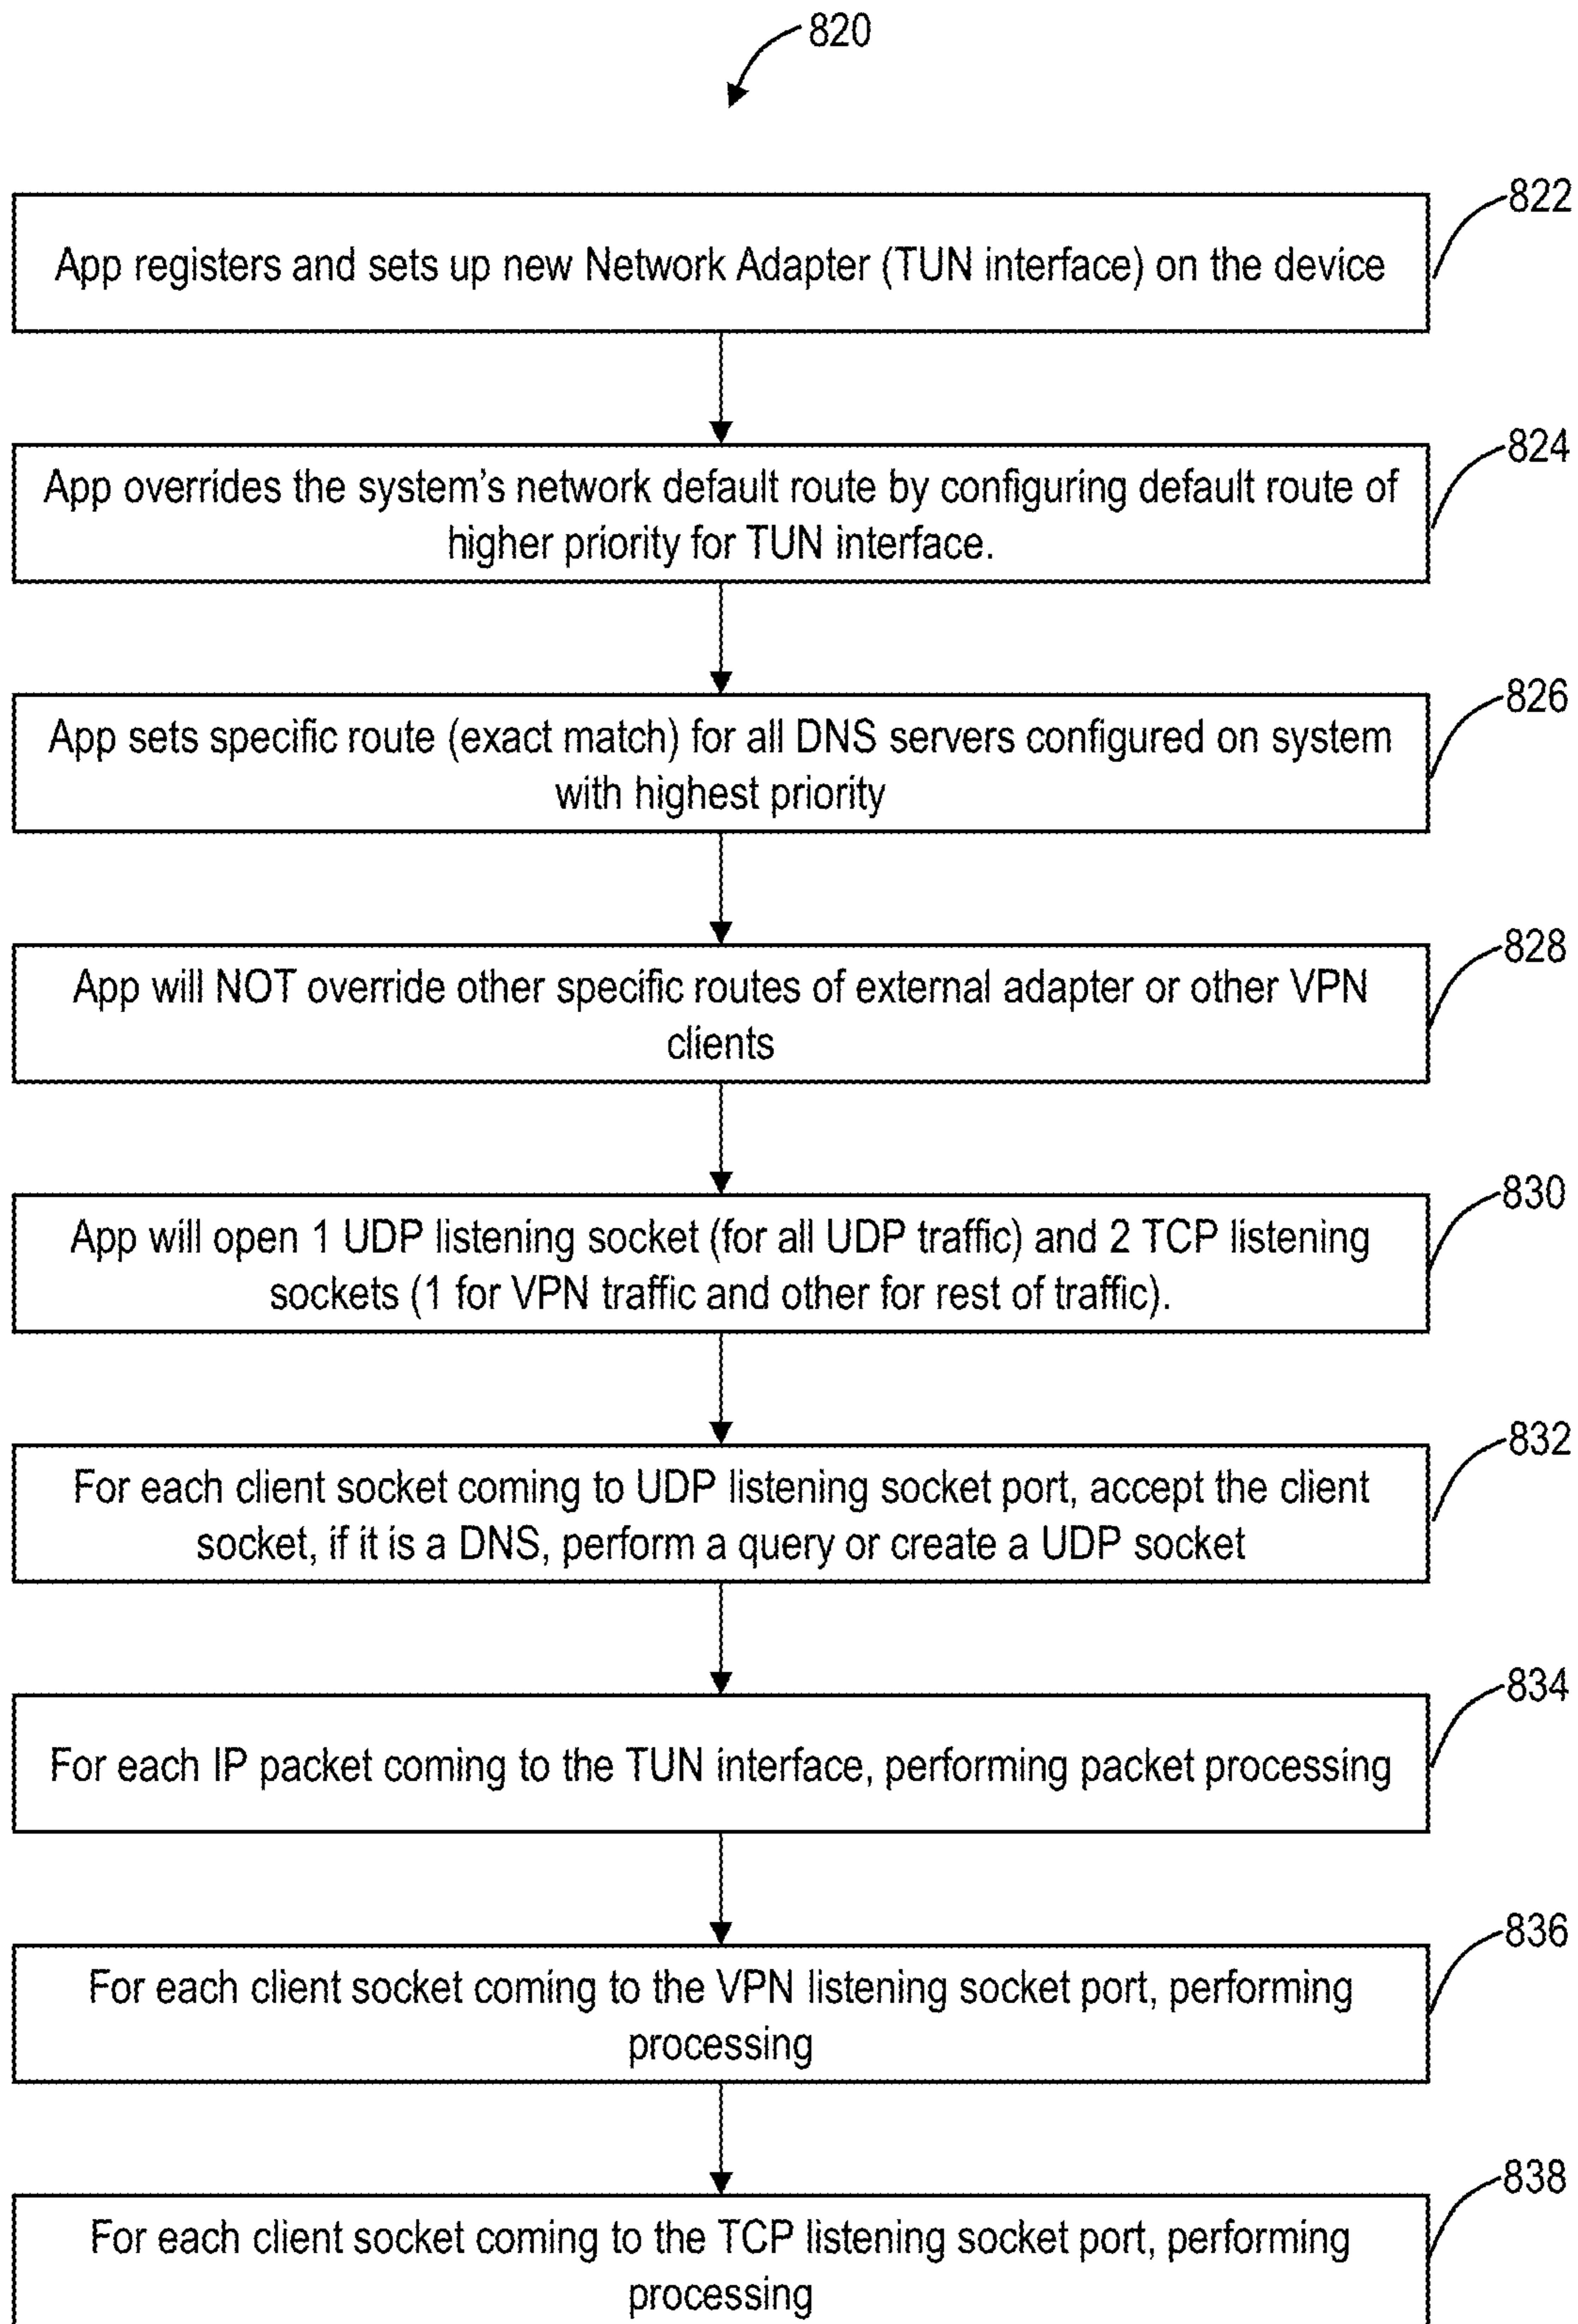 820
822
App registers and sets up new Network Adapter (TUN interface) on the device
824
App overrides the system's network default route by configuring default route of
higher priority for TUN interface.
826
App sets specific route (exact match) for all DNS servers configured on system
with highest priority
828
App will NOT override other specific routes of external adapter or other VPN
clients
830
App will open 1 UDP listening socket (for all UDP traffic) and 2 TCP listening
sockets (1 for VPN traffic and other for rest of traffic).
832
For each client socket coming to UDP listening socket port, accept the client
socket, if it is a DNS, perform a query or create a UDP socket
834
For each IP packet coming to the TUN interface, performing packet processing
836
For each client socket coming to the VPN listening socket port, performing
processing
838
For each client socket coming to the TCP listening socket port, performing
processing